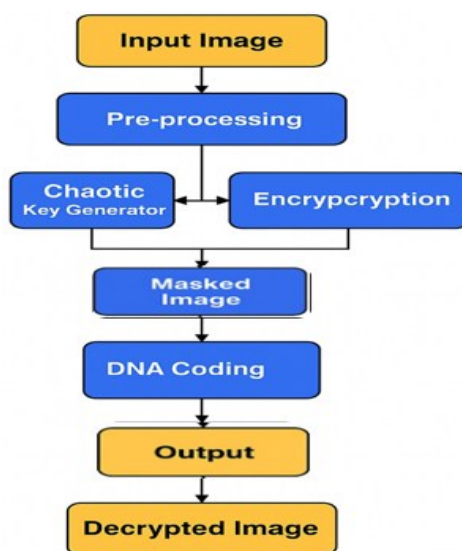 Input Image
Pre-processing
Chaotic
Key Generator
Encrypcryption
Masked
Image
DNA Coding
Output
Decrypted Image